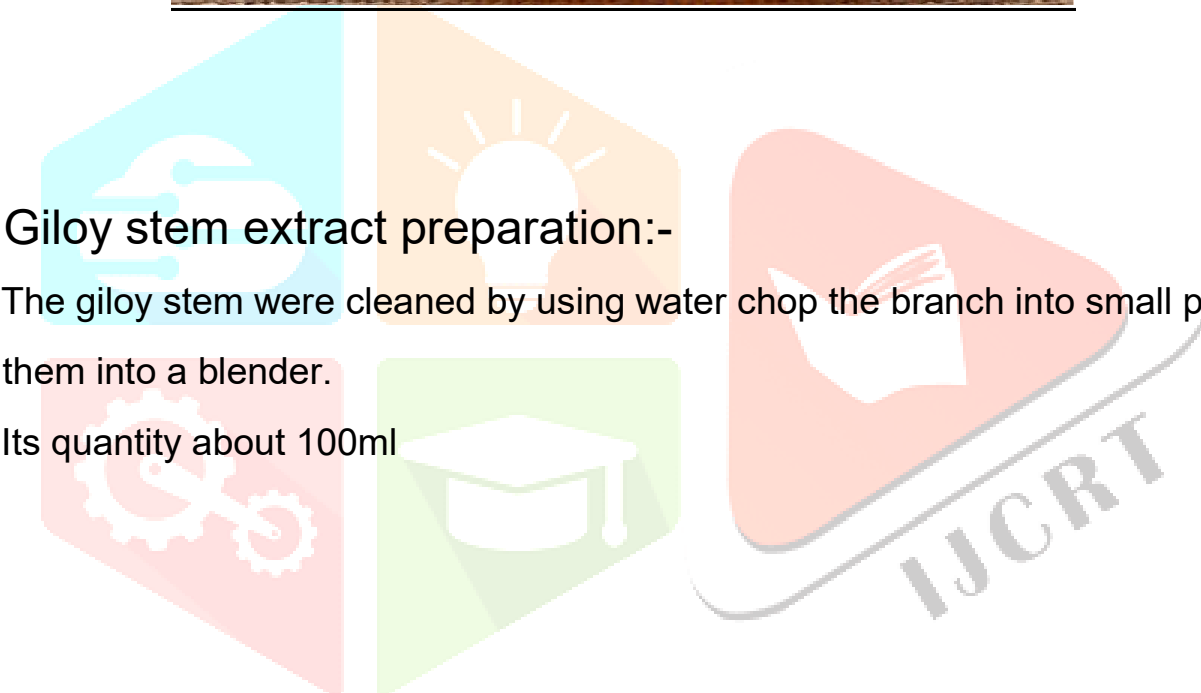 Giloy stem extract preparation:-
The giloy stem were cleaned by using water chop the branch into small
them into a blender.
Its quantity about 100ml
IJCRT